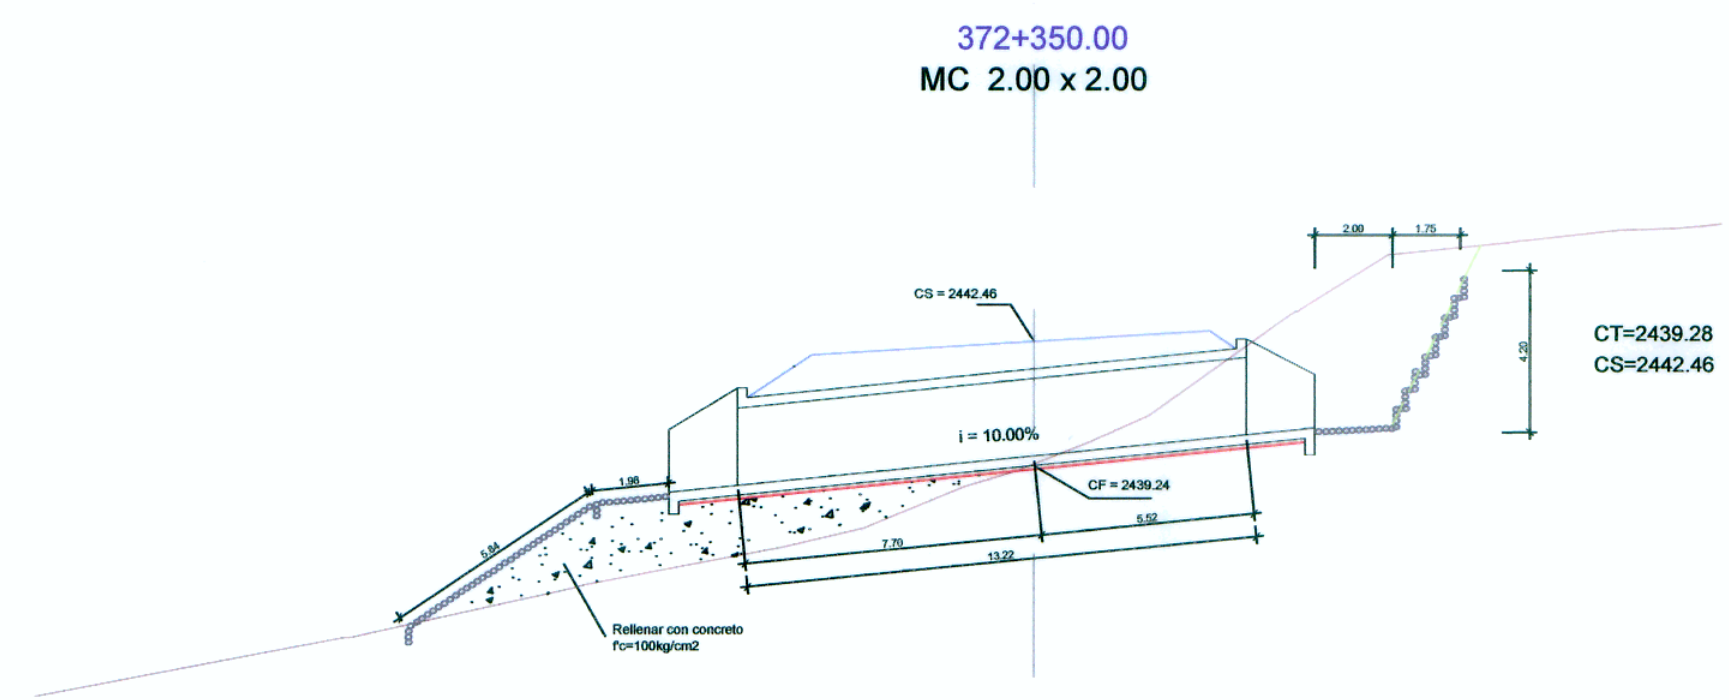 372+350.00
MC 2.00 x 2.00
2.00
1.75
CS = 2442.46
4.20
CT=2439.28
CS=2442.46
i = 10.00%
1.96
CF = 2439.24
5.84
7.70
5.52
13.22
Rellenar con concreto
f'c=100kg/cm2